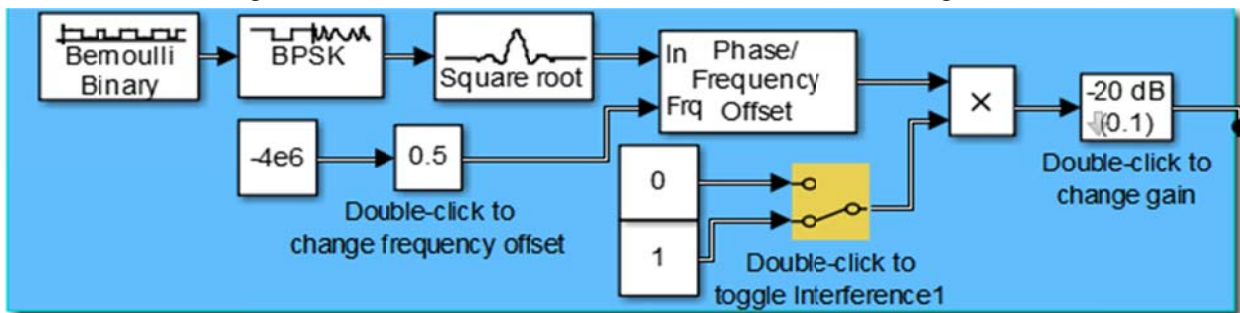 Bernoulli
Binary
BPSK
Square root
In
Phase/
Frequency
Frq
Offset
×
-20 dB
(0.1)
-4e6
0.5
0
1
Double-click to
change frequency offset
Double-click to
toggle Interference1
Double-click to
change gain